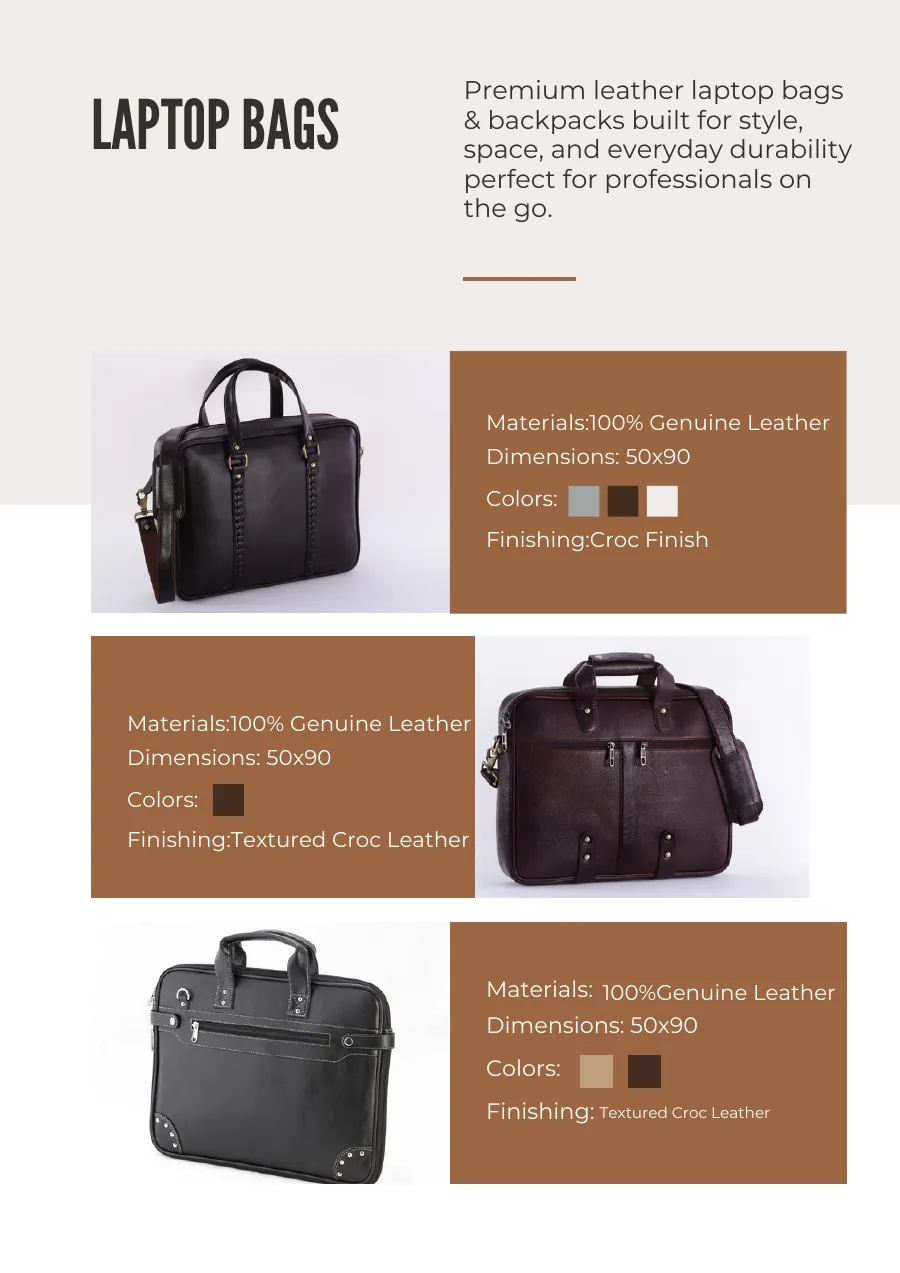 LAPTOP BAGS
Premium leather laptop bags
& backpacks built for style,
space, and everyday durability
perfect for professionals on
the go.
Materials:100% Genuine Leather
Dimensions: 50x90
Colors:
Finishing:Croc Finish
Materials:100% Genuine Leather
Dimensions: 50x90
Colors:
Finishing:Textured Croc Leather
Materials: 100%Genuine Leather
Dimensions: 50x90
Colors:
Finishing: Textured Croc Leather